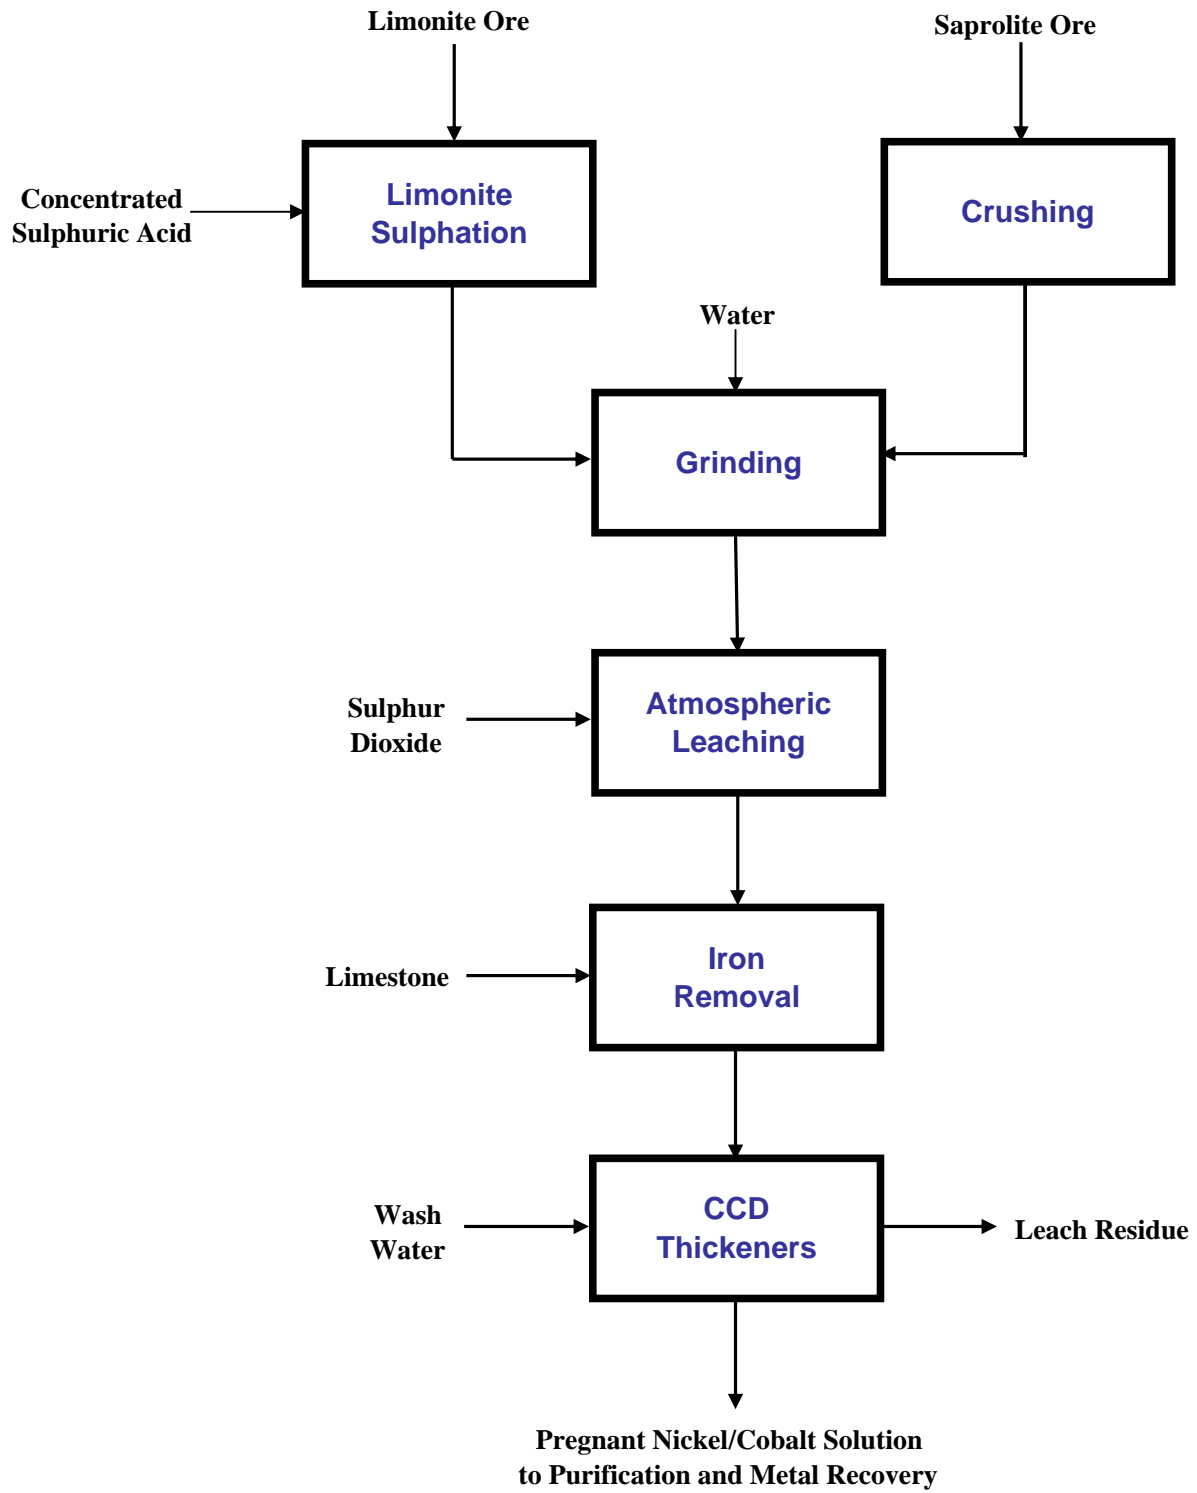 Limonite Ore
Saprolite Ore
Concentrated
Sulphuric Acid
Limonite
Sulphation
Crushing
Water
Grinding
Sulphur
Dioxide
Atmospheric
Leaching
Limestone
Iron
Removal
Wash
Water
CCD
Thickeners
Leach Residue
Pregnant Nickel/Cobalt Solution
to Purification and Metal Recovery